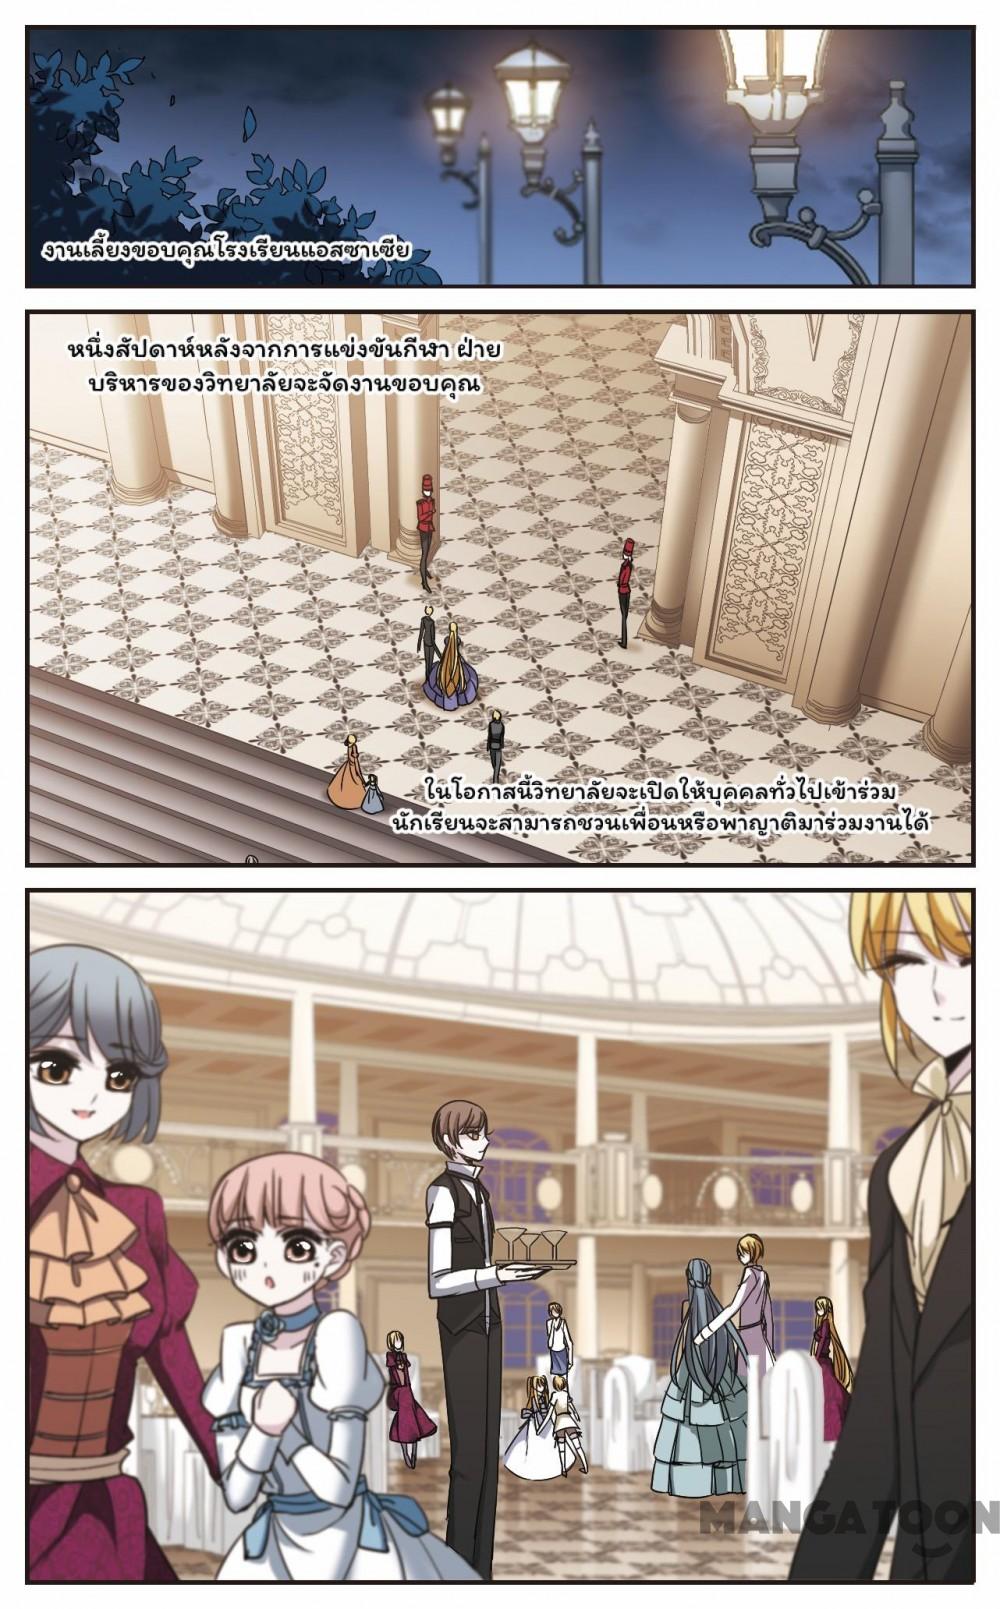 งานเลี้ยงขอบคุณโรงเรียนแอสซาเซีย
หนึ่งสัปดาห์หลังจากการแข่งขันกีฬา ฝ่าย
บริหารของวิทยาลัยจะจัดงานขอบคุณ
ในโอกาสนี้วิทยาลัยจะเปิดให้บุคคลทั่วไปเข้าร่วม
นักเรียนจะสามารถชวนเพื่อนหรือพาญาติมาร่วมงานได้
MANGATOON